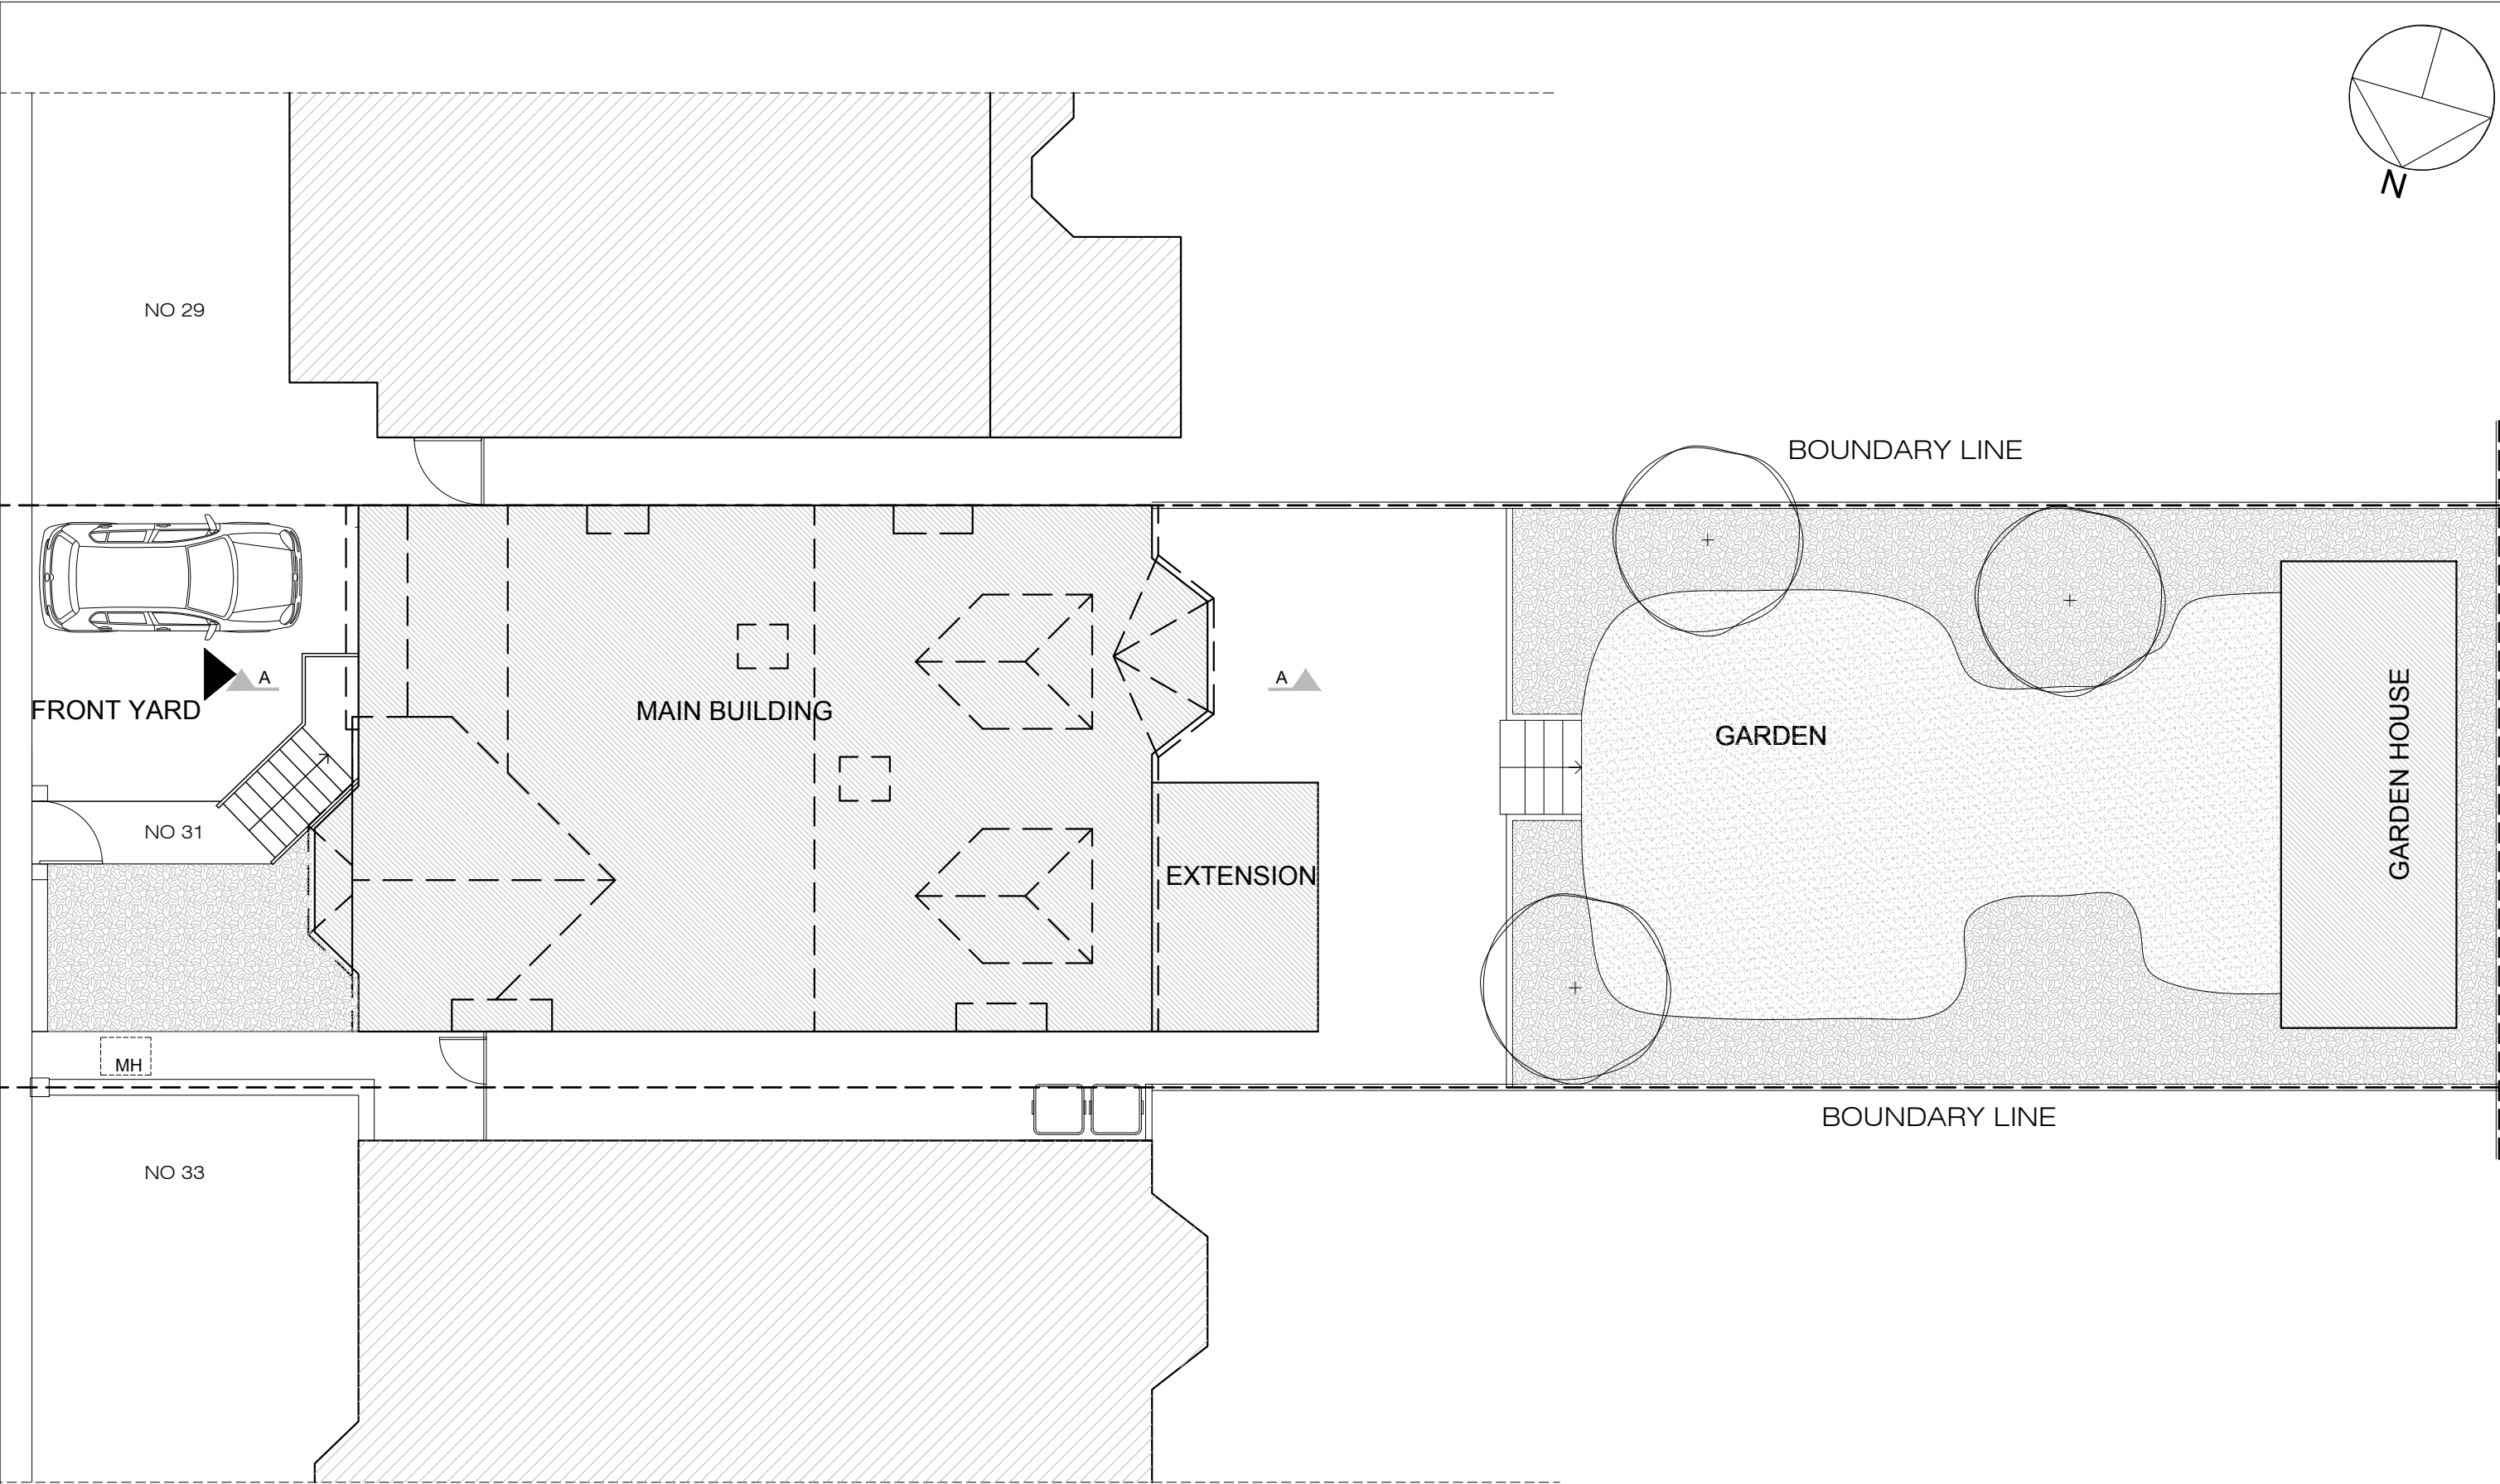 N
NO 29
BOUNDARY LINE
A
A
FRONT YARD
MAIN BUILDING
GARDEN
GARDEN HOUSE
NO 31
EXTENSION
MH
BOUNDARY LINE
NO 33